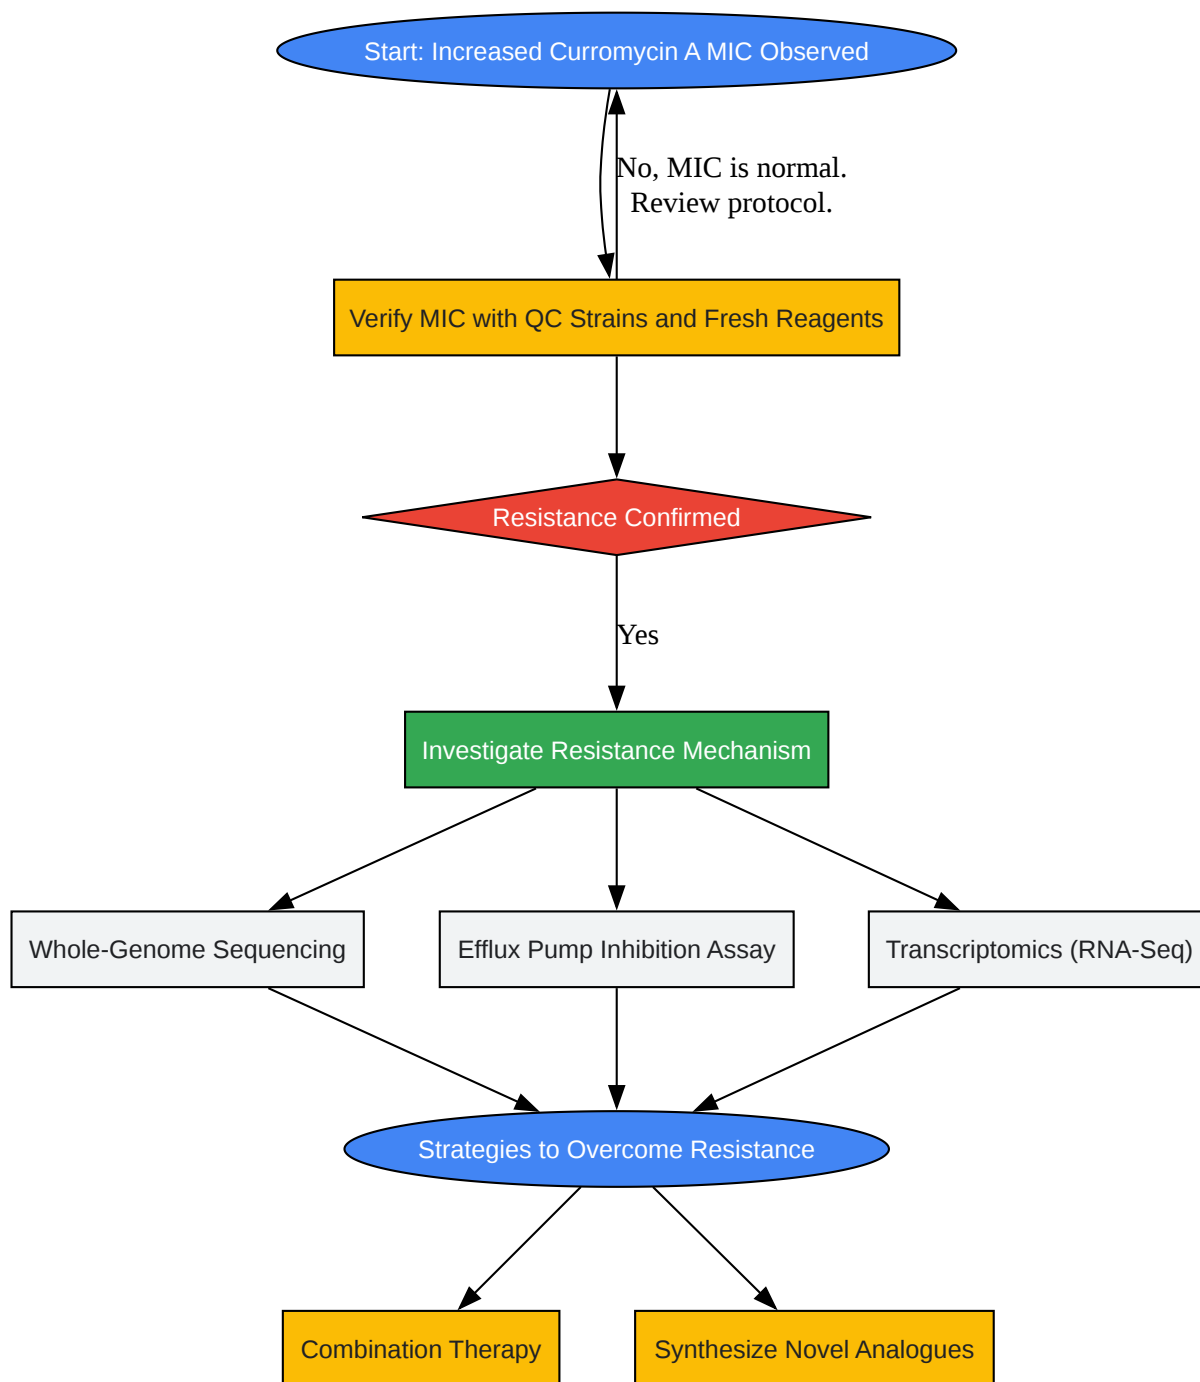 Start: Increased Curromycin A MIC Observed
No, MIC is normal.
Review protocol.
Verify MIC with QC Strains and Fresh Reagents
Resistance Confirmed
Yes
Investigate Resistance Mechanism
Whole-Genome Sequencing
Efflux Pump Inhibition Assay
Transcriptomics (RNA-Seq)
Strategies to Overcome Resistance
Combination Therapy
Synthesize Novel Analogues